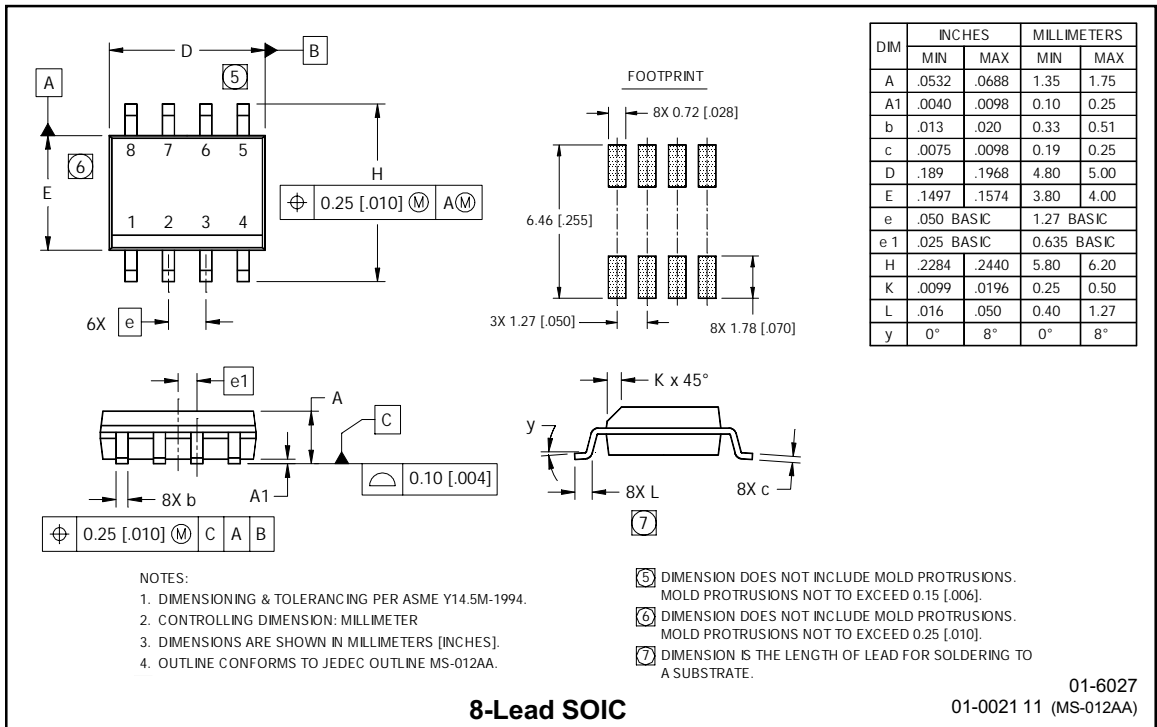 D
B
5
A
8 7 6 5
6
E
H
⌖ 0.25 [.010] Ⓜ A Ⓜ
1 2 3 4
6X e
FOOTPRINT
8X 0.72 [.028]
6.46 [.255]
3X 1.27 [.050]
8X 1.78 [.070]
DIM INCHES MILLIMETERS
MIN MAX MIN MAX
A .0532 .0688 1.35 1.75
A1 .0040 .0098 0.10 0.25
b .013 .020 0.33 0.51
c .0075 .0098 0.19 0.25
D .189 .1968 4.80 5.00
E .1497 .1574 3.80 4.00
e .050 BASIC 1.27 BASIC
e 1 .025 BASIC 0.635 BASIC
H .2284 .2440 5.80 6.20
K .0099 .0196 0.25 0.50
L .016 .050 0.40 1.27
y 0° 8° 0° 8°
e1
A
C
⌓ 0.10 [.004]
8X b
A1
⌖ 0.25 [.010] Ⓜ C A B
K x 45°
y
8X L
7
8X c
NOTES:
1. DIMENSIONING & TOLERANCING PER ASME Y14.5M-1994.
2. CONTROLLING DIMENSION: MILLIMETER
3. DIMENSIONS ARE SHOWN IN MILLIMETERS [INCHES].
4. OUTLINE CONFORMS TO JEDEC OUTLINE MS-012AA.
5 DIMENSION DOES NOT INCLUDE MOLD PROTRUSIONS.
MOLD PROTRUSIONS NOT TO EXCEED 0.15 [.006].
6 DIMENSION DOES NOT INCLUDE MOLD PROTRUSIONS.
MOLD PROTRUSIONS NOT TO EXCEED 0.25 [.010].
7 DIMENSION IS THE LENGTH OF LEAD FOR SOLDERING TO
A SUBSTRATE.
8-Lead SOIC
01-6027
01-0021 11 (MS-012AA)